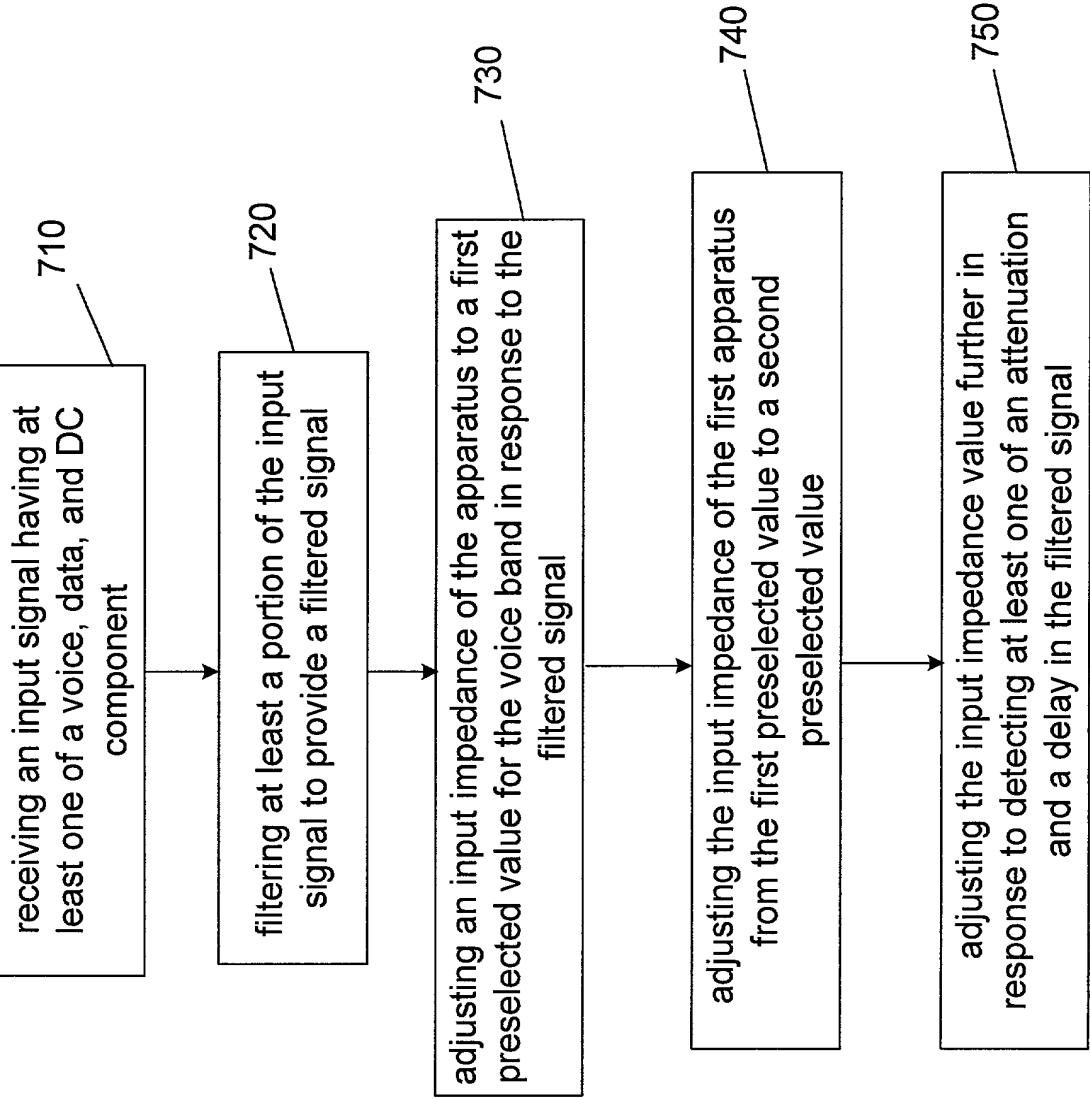 710
receiving an input signal having at
least one of a voice, data, and DC
component
720
filtering at least a portion of the input
signal to provide a filtered signal
730
adjusting an input impedance of the apparatus to a first
preselected value for the voice band in response to the
filtered signal
740
adjusting the input impedance of the first apparatus
from the first preselected value to a second
preselected value
750
adjusting the input impedance value further in
response to detecting at least one of an attenuation
and a delay in the filtered signal